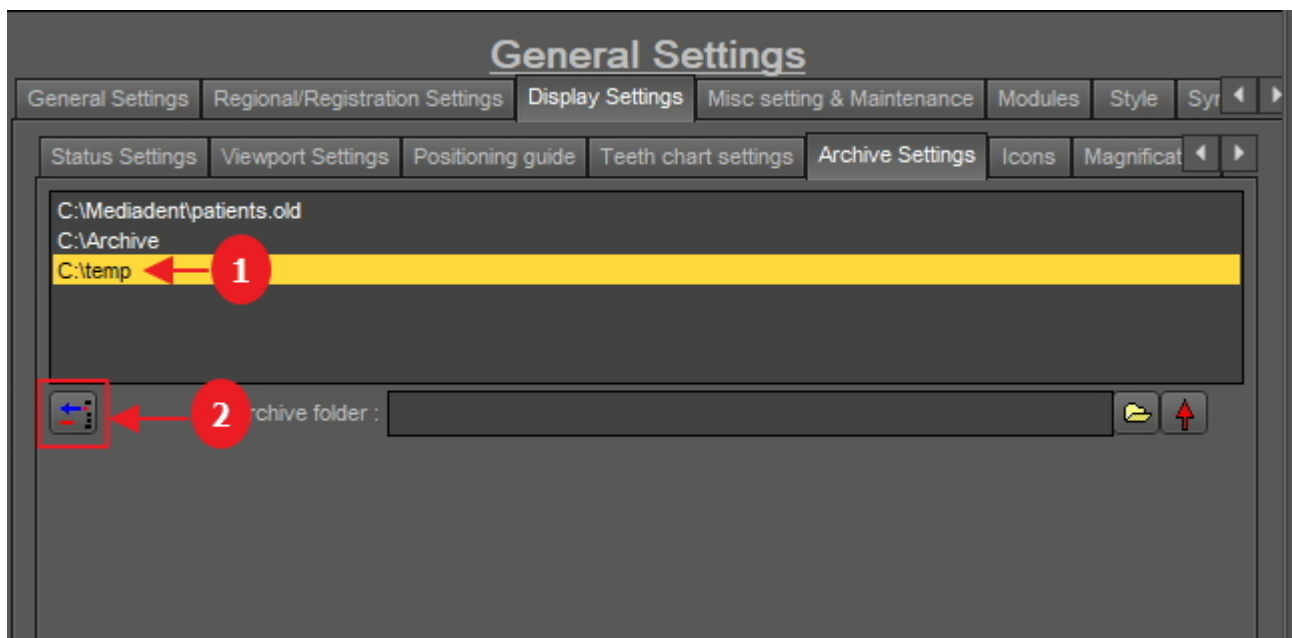 General Settings
General Settings Regional/Registration Settings Display Settings Misc setting & Maintenance Modules Style Syr
Status Settings Viewport Settings Positioning guide Teeth chart settings Archive Settings Icons Magnificat
C:\Mediadent\patients.old
C:\Archive
C:\temp 1
2 rchive folder :